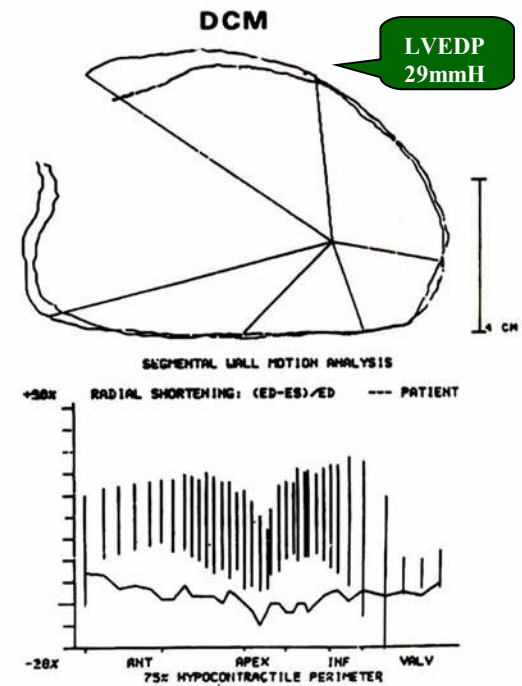 DCM
LVEDP
29mmH
4 CM
SEGMENTAL WALL MOTION ANALYSIS
+90% RADIAL SHORTENING: (ED-ES)/ED --- PATIENT
-20% ANT APEX INF VALV
75% HYPOCONTRACTILE PERIMETER